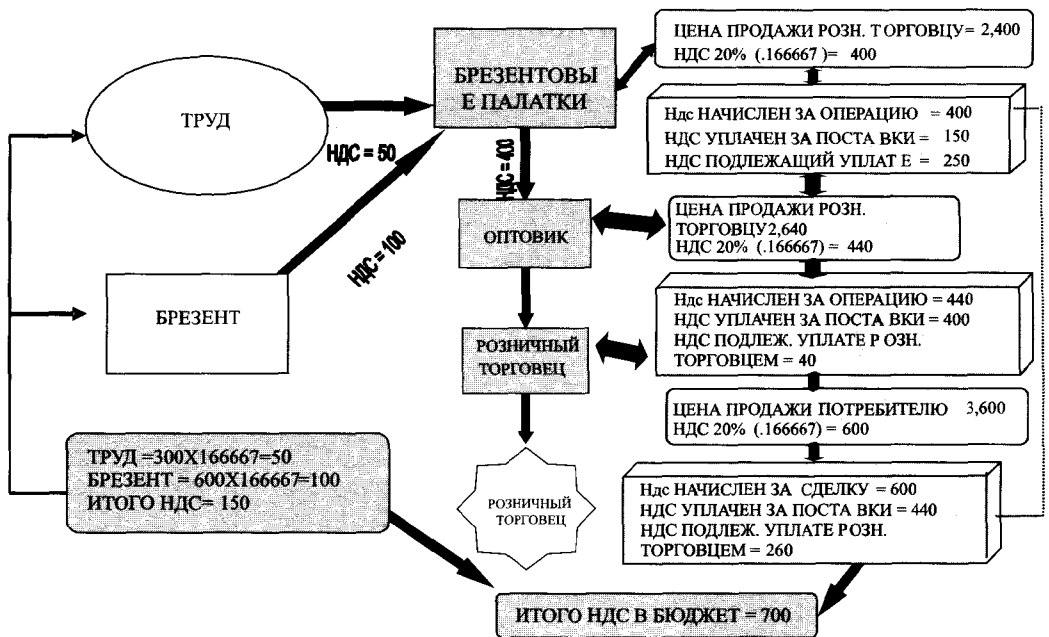 ТРУД
НДС = 50
НДС = 100
БРЕЗЕНТ
ТРУД =300X166667=50
БРЕЗЕНТ = 600X166667=100
ИТОГО НДС= 150
БРЕЗЕНТОВЫ
Е ПАЛАТКИ
НДС = 400
ОПТОВИК
РОЗНИЧНЫЙ
ТОРГОВЕЦ
РОЗНИЧНЫЙ
ТОРГОВЕЦ
ЦЕНА ПРОДАЖИ РОЗН. ТОРГОВЦУ= 2,400
НДС 20% (.166667 )= 400
Ндс НАЧИСЛЕН ЗА ОПЕРАЦИЮ = 400
НДС УПЛАЧЕН ЗА ПОСТА ВКИ = 150
НДС ПОДЛЕЖАЩИЙ УПЛАТ Е = 250
ЦЕНА ПРОДАЖИ РОЗН.
ТОРГОВЦУ2,640
НДС 20% (.166667) = 440
Ндс НАЧИСЛЕН ЗА ОПЕРАЦИЮ = 440
НДС УПЛАЧЕН ЗА ПОСТА ВКИ = 400
НДС ПОДЛЕЖ. УПЛАТЕ Р ОЗН.
ТОРГОВЦЕМ = 40
ЦЕНА ПРОДАЖИ ПОТРЕБИТЕЛЮ 3,600
НДС 20% (.166667) = 600
Ндс НАЧИСЛЕН ЗА СДЕЛКУ = 600
НДС УПЛАЧЕН ЗА ПОСТА ВКИ = 440
НДС ПОДЛЕЖ. УПЛАТЕ РОЗН.
ТОРГОВЦЕМ = 260
ИТОГО НДС В БЮДЖЕТ = 700